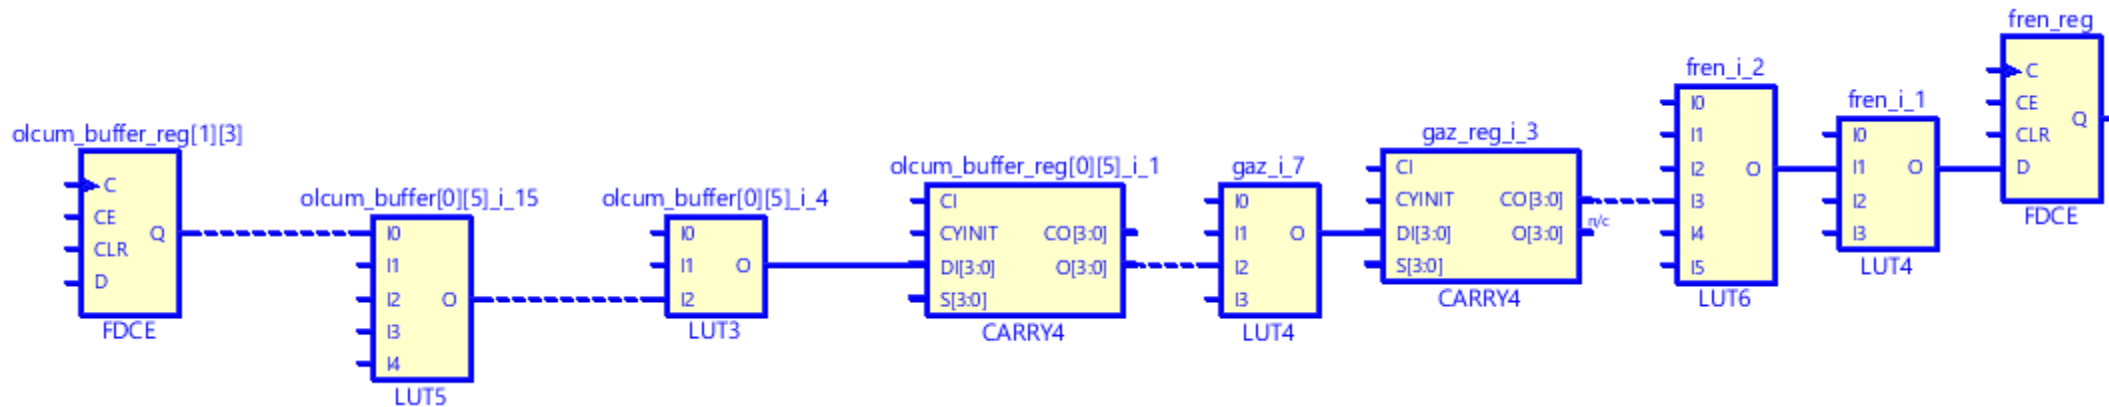 olcum_buffer_reg[1][3]
C
CE
CLR
D
Q
FDCE
olcum_buffer[0][5]_i_15
I0
I1
I2
I3
I4
O
LUT5
olcum_buffer[0][5]_i_4
I0
I1
I2
O
LUT3
olcum_buffer_reg[0][5]_i_1
CI
CYINIT
DI[3:0]
S[3:0]
CO[3:0]
O[3:0]
CARRY4
gaz_i_7
I0
I1
I2
I3
O
LUT4
gaz_reg_i_3
CI
CYINIT
DI[3:0]
S[3:0]
CO[3:0]
O[3:0]
n/c
CARRY4
fren_i_2
I0
I1
I2
I3
I4
I5
O
LUT6
fren_i_1
I0
I1
I2
I3
O
LUT4
fren_reg
C
CE
CLR
D
Q
FDCE